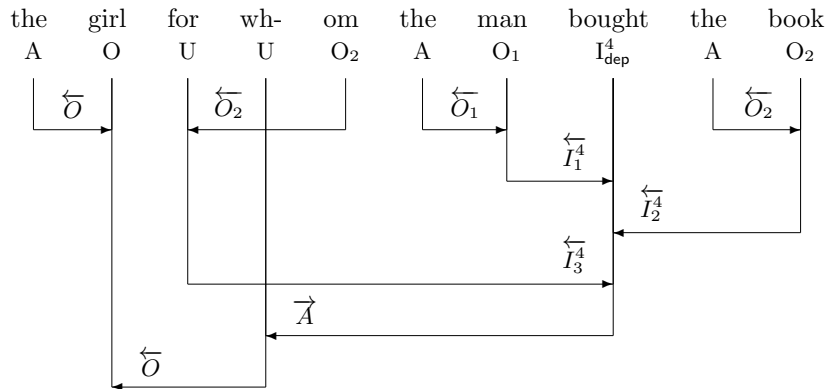 the girl for wh- om the man bought the book
A O U U O₂ A O₁ I⁴dep A O₂
←O ←O₂ ←O₁ ←O₂
←I⁴₁
←I⁴₂
←I⁴₃
→A
←O